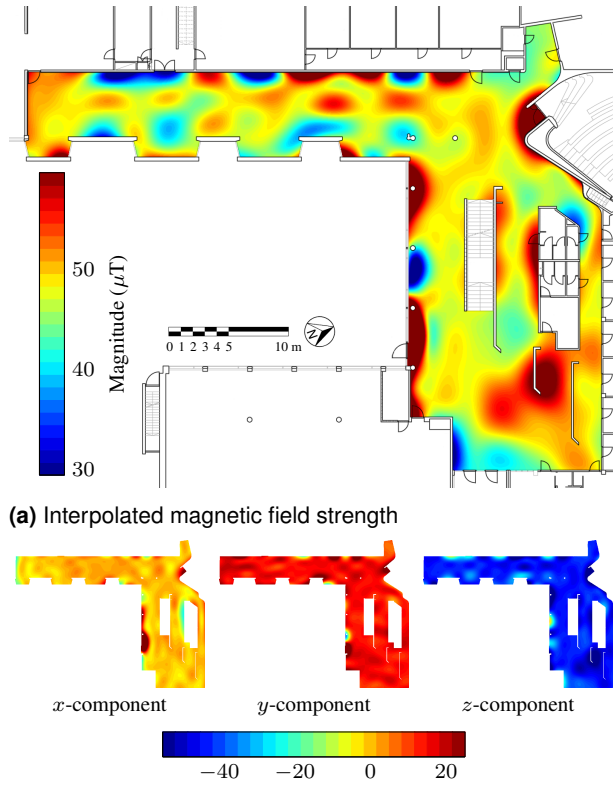 50
40
30
Magnitude (μT)
N
0 1 2 3 4 5 10 m
(a) Interpolated magnetic field strength
x-component y-component z-component
−40 −20 0 20